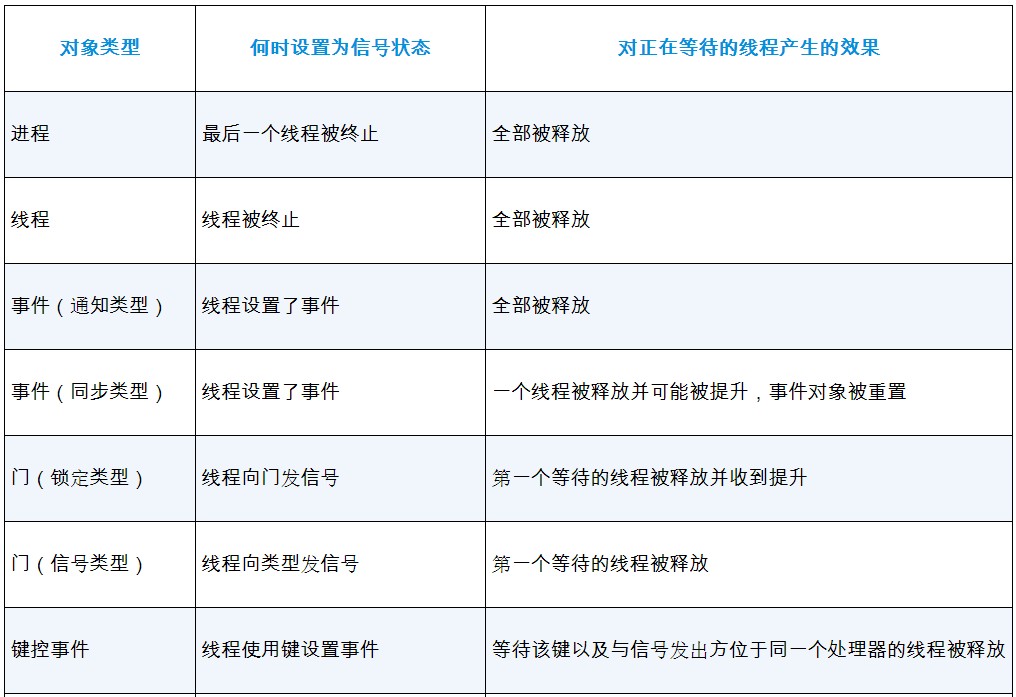 对象类型 何时设置为信号状态 对正在等待的线程产生的效果
进程 最后一个线程被终止 全部被释放
线程 线程被终止 全部被释放
事件（通知类型） 线程设置了事件 全部被释放
事件（同步类型） 线程设置了事件 一个线程被释放并可能被提升，事件对象被重置
门（锁定类型） 线程向门发信号 第一个等待的线程被释放并收到提升
门（信号类型） 线程向类型发信号 第一个等待的线程被释放
键控事件 线程使用键设置事件 等待该键以及与信号发出方位于同一个处理器的线程被释放